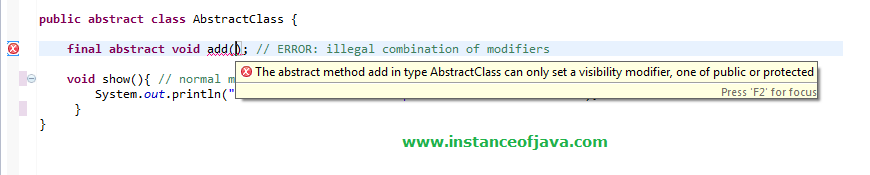 public abstract class AbstractClass {
final abstract void add(); // ERROR: illegal combination of modifiers
The abstract method add in type AbstractClass can only set a visibility modifier, one of public or protected
void show(){ // normal m
System.out.println("
Press 'F2' for focus
}
}
www.instanceofjava.com